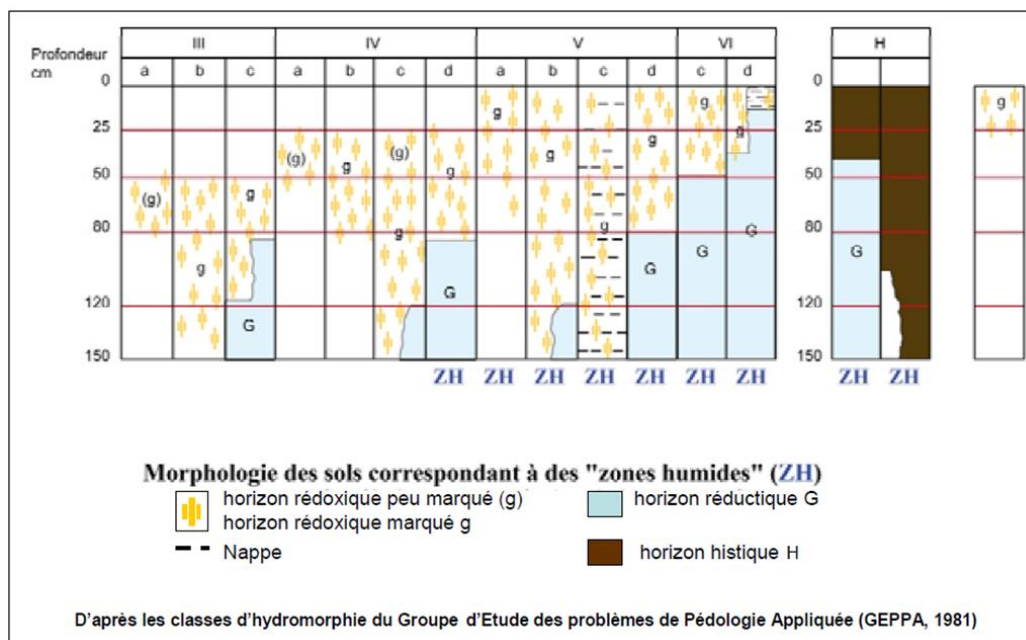 III IV V VI H
Profondeur
cm
a b c a b c d a b c d c d
0 0
25 25
50 50
80 80
120 120
150 150
g g g g g
(g) g (g) g g g g
(g) g
g g
g G G G
G G G
ZH ZH ZH ZH ZH ZH ZH ZH ZH
Morphologie des sols correspondant à des "zones humides" (ZH)
horizon rédoxique peu marqué (g)
horizon rédoxique marqué g
Nappe
horizon réductique G
horizon histique H
D'après les classes d'hydromorphie du Groupe d'Etude des problèmes de Pédologie Appliquée (GEPPA, 1981)